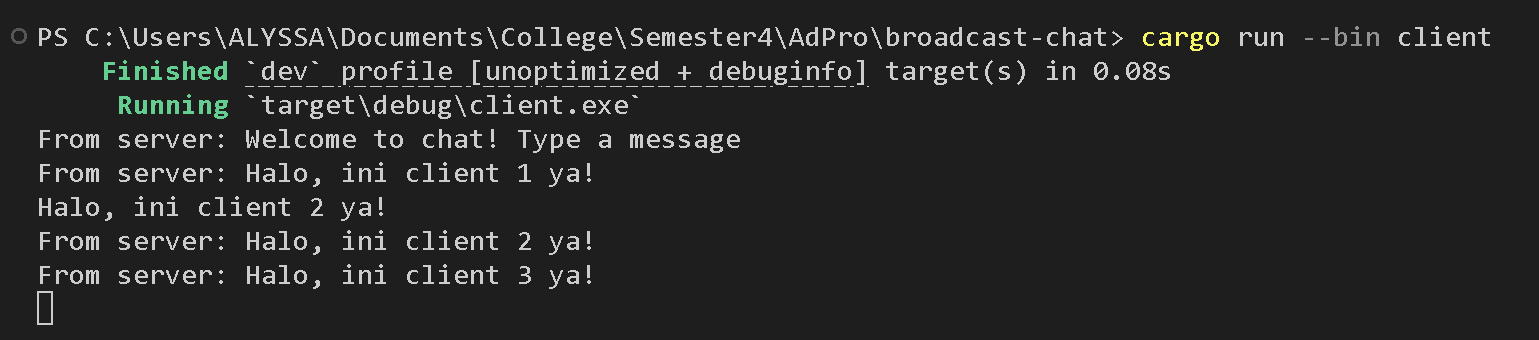 PS C:\Users\ALYSSA\Documents\College\Semester4\AdPro\broadcast-chat> cargo run --bin client
Finished `dev` profile [unoptimized + debuginfo] target(s) in 0.08s
Running `target\debug\client.exe`
From server: Welcome to chat! Type a message
From server: Halo, ini client 1 ya!
Halo, ini client 2 ya!
From server: Halo, ini client 2 ya!
From server: Halo, ini client 3 ya!